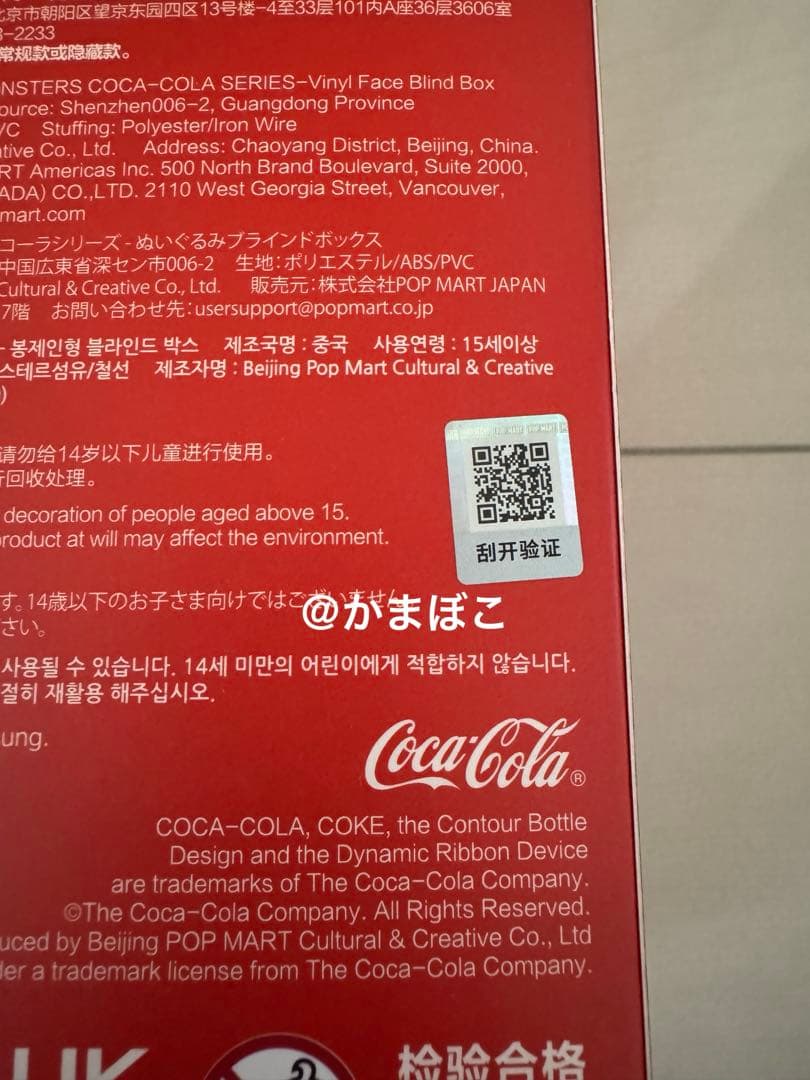 北京市朝阳区望京东园四区13号楼-4至33层101内A座36层3606室
8-2233
常规款或隐藏款。
NSTERS COCA-COLA SERIES-Vinyl Face Blind Box
ource: Shenzhen006-2, Guangdong Province
VC Stuffing: Polyester/Iron Wire
ative Co., Ltd. Address: Chaoyang District, Beijing, China.
RT Americas Inc. 500 North Brand Boulevard, Suite 2000,
ADA) CO.,LTD. 2110 West Georgia Street, Vancouver,
mart.com
コーラシリーズ - ぬいぐるみブラインドボックス
中国広東省深セン市006-2 生地:ポリエステル/ABS/PVC
Cultural & Creative Co., Ltd. 販売元:株式会社POP MART JAPAN
7階 お問い合わせ先:usersupport@popmart.co.jp
- 봉제인형 블라인드 박스 제조국명 : 중국 사용연령 : 15세이상
스테르섬유/철선 제조자명 : Beijing Pop Mart Cultural & Creative
)
请勿给14岁以下儿童进行使用。
行回收处理。
decoration of people aged above 15.
product at will may affect the environment.
刮开验证
す。14歳以下のお子さま向けではございません。
さい。
@かまぼこ
사용될 수 있습니다. 14세 미만의 어린이에게 적합하지 않습니다.
절히 재활용 해주십시오.
ung.
Coca-Cola®
COCA-COLA, COKE, the Contour Bottle
Design and the Dynamic Ribbon Device
are trademarks of The Coca-Cola Company.
©The Coca-Cola Company. All Rights Reserved.
uced by Beijing POP MART Cultural & Creative Co., Ltd
der a trademark license from The Coca-Cola Company.
UK
检验合格